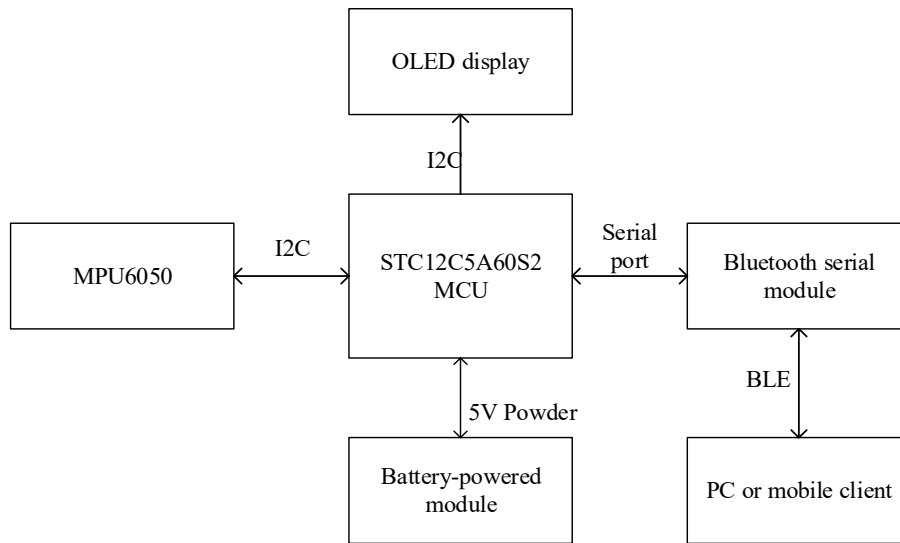 OLED display
I2C
MPU6050
I2C
STC12C5A60S2
MCU
Serial
port
Bluetooth serial
module
5V Powder
BLE
Battery-powered
module
PC or mobile client